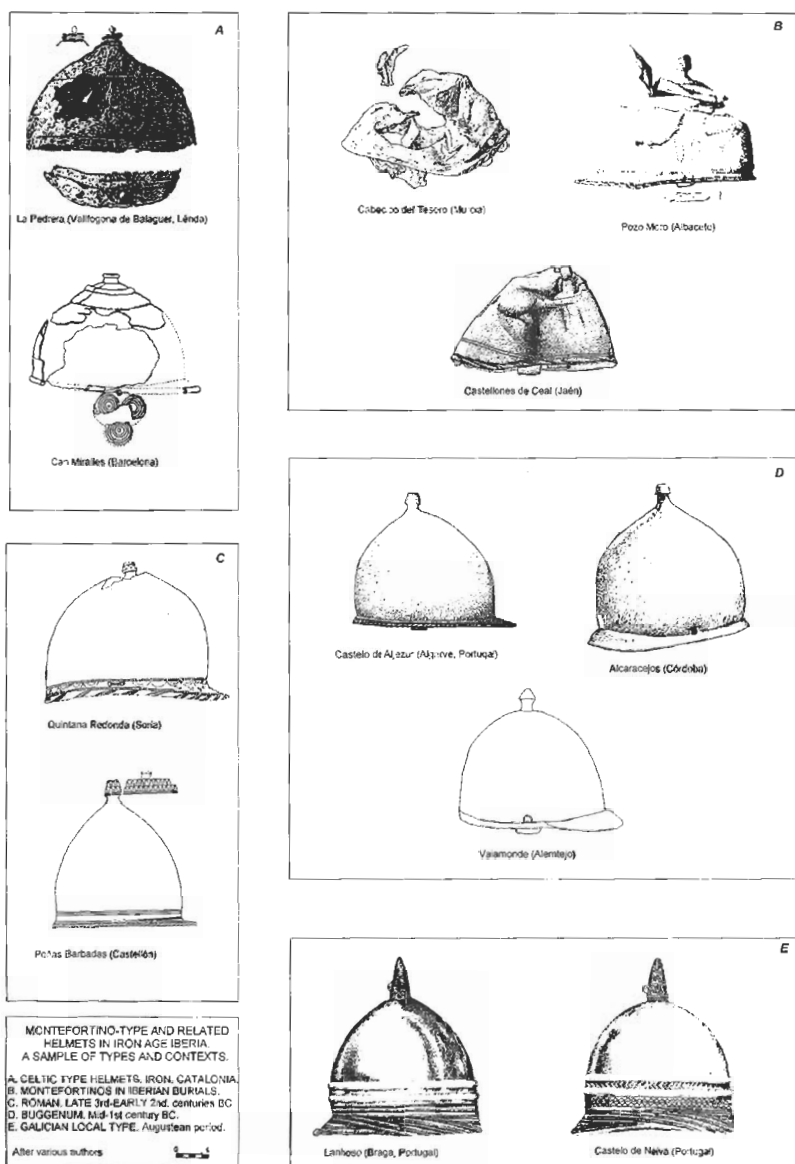 A
La Pedrera (Vallfogona de Balaguer, Lérida)
Can Miralles (Barcelona)
B
Cabecico del Tesoro (Murcia)
Pozo Moro (Albacete)
Castellones de Ceal (Jaén)
C
Quintana Redonda (Soria)
Peñas Barbadas (Castellón)
D
Castelo de Aljezur (Algarve, Portugal)
Alcaracejos (Córdoba)
Vaiamonde (Alemtejo)
E
Lanhoso (Braga, Portugal)
Castelo de Neiva (Portugal)
MONTEFORTINO-TYPE AND RELATED
HELMETS IN IRON AGE IBERIA.
A SAMPLE OF TYPES AND CONTEXTS.
A. CELTIC TYPE HELMETS, IRON, CATALONIA.
B. MONTEFORTINOS IN IBERIAN BURIALS.
C. ROMAN, LATE 3rd-EARLY 2nd. centuries BC
D. BUGGENUM. Mid-1st century BC.
E. GALICIAN LOCAL TYPE. Augustean period.
After various authors
0